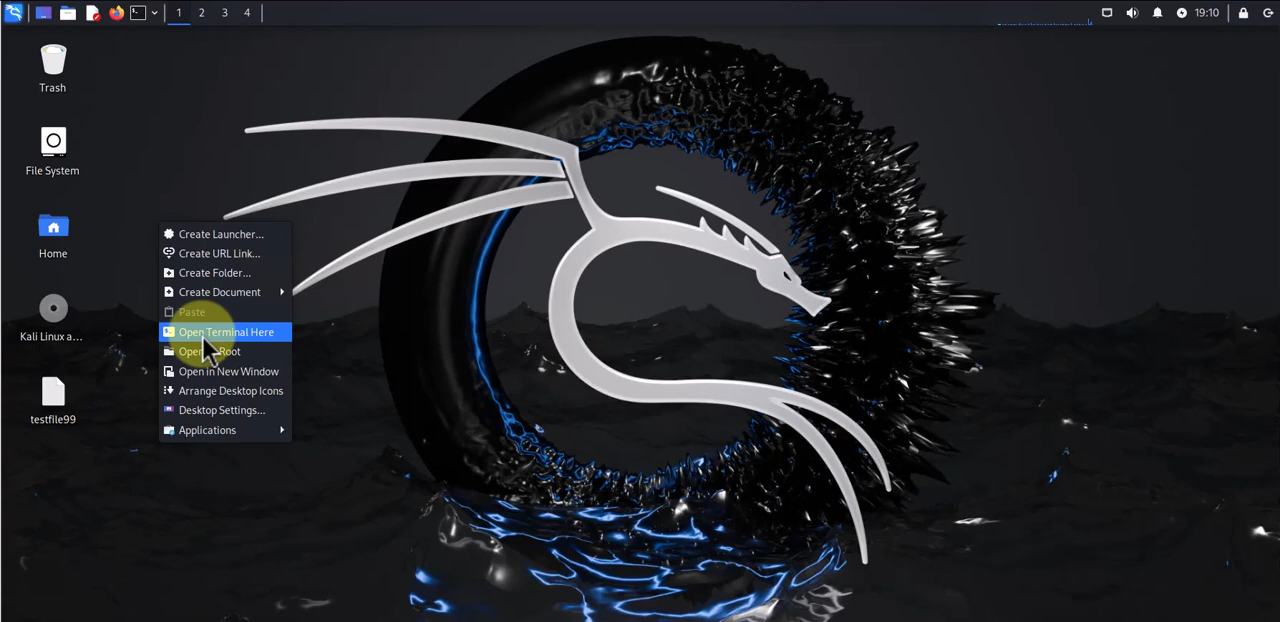 1 2 3 4
19:10
Trash
File System
Home
Kali Linux a...
testfile99
Create Launcher...
Create URL Link...
Create Folder...
Create Document
Paste
Open Terminal Here
Root
Open in New Window
Arrange Desktop Icons
Desktop Settings...
Applications